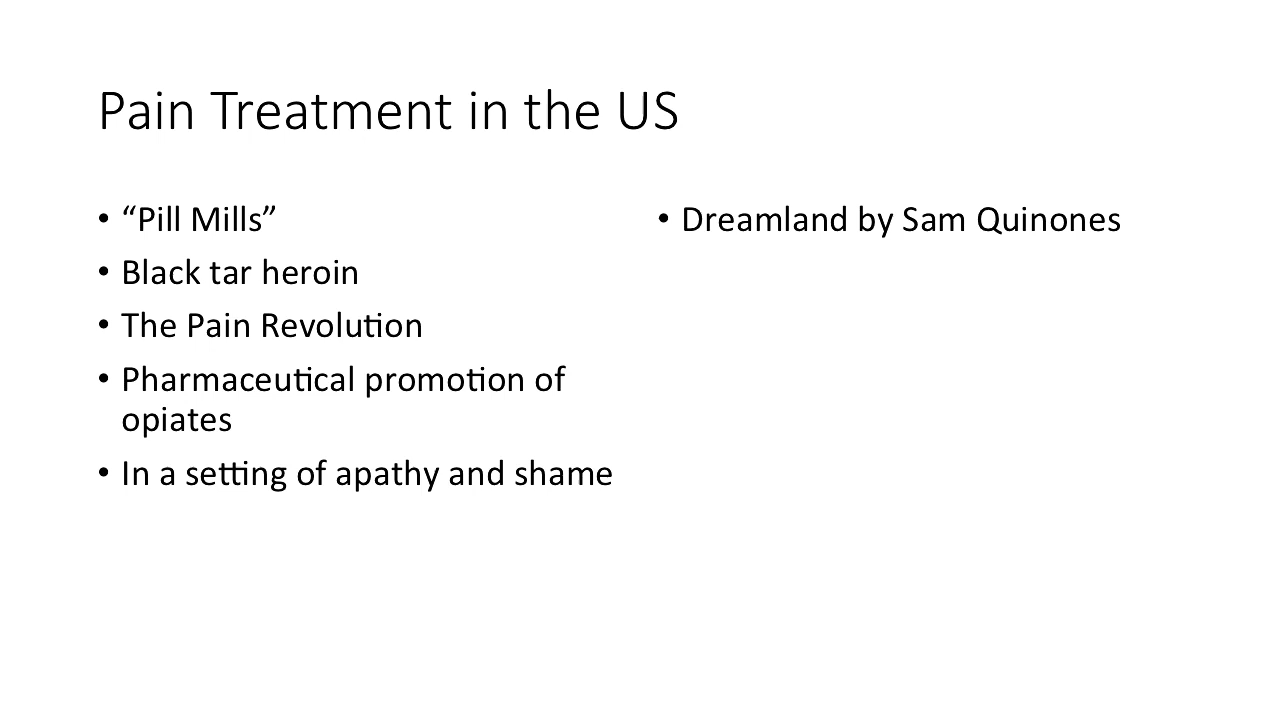 Pain Treatment in the US
• “Pill Mills”
• Black tar heroin
• The Pain Revolution
• Pharmaceutical promotion of
opiates
• In a setting of apathy and shame
• Dreamland by Sam Quinones